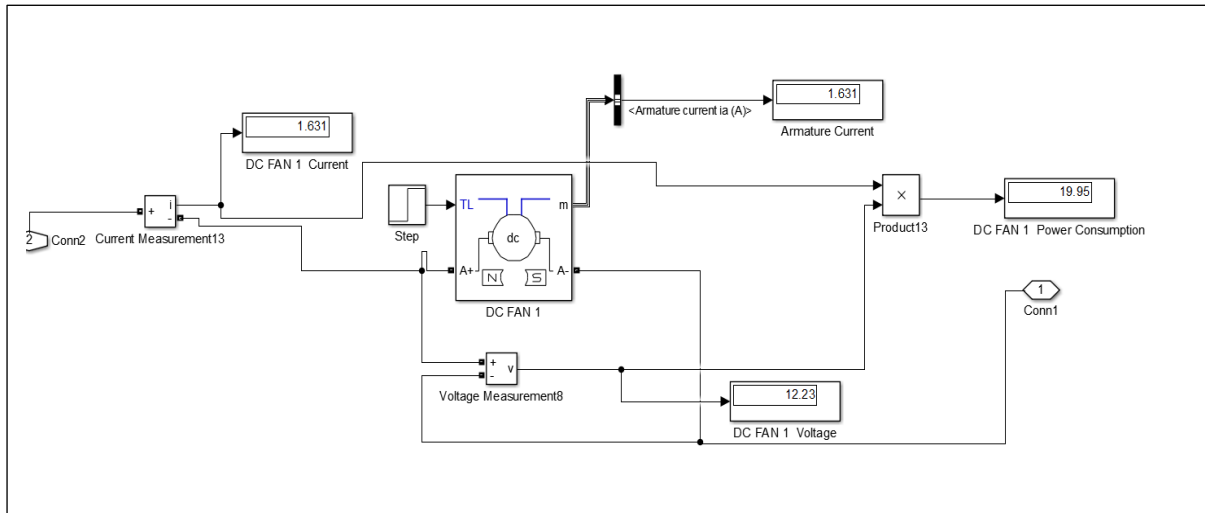 <Armature current ia (A)>
1.631
Armature Current
1.631
DC FAN 1 Current
2
Conn2
+
i
-
Current Measurement13
Step
TL
m
dc
A+
N
S
A-
DC FAN 1
×
Product13
19.95
DC FAN 1 Power Consumption
1
Conn1
+
-
v
Voltage Measurement8
12.23
DC FAN 1 Voltage